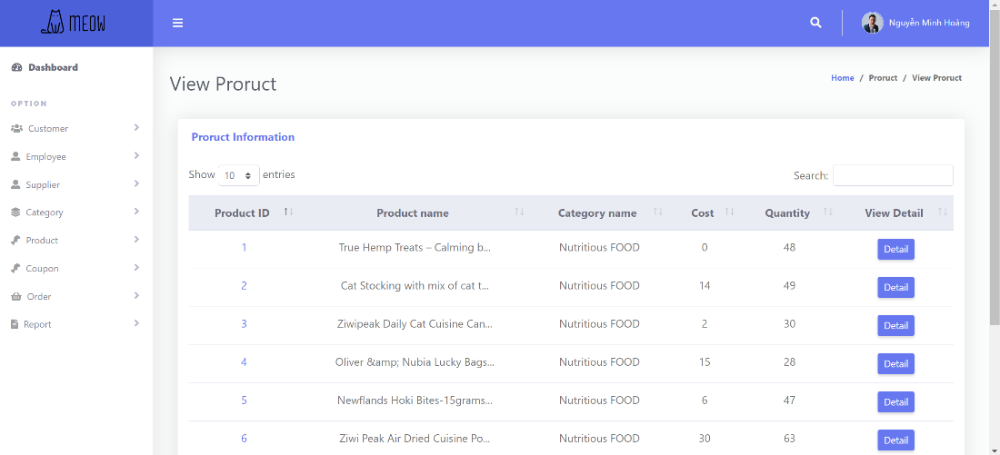 MEOW
Nguyễn Minh Hoảng
Dashboard
OPTION
Customer
Employee
Supplier
Category
Product
Coupon
Order
Report
View Proruct
Home / Proruct / View Proruct
Proruct Information
Show 10 entries
Search:
Product ID Product name Category name Cost Quantity View Detail
1 True Hemp Treats – Calming b... Nutritious FOOD 0 48 Detail
2 Cat Stocking with mix of cat t... Nutritious FOOD 14 49 Detail
3 Ziwipeak Daily Cat Cuisine Can... Nutritious FOOD 2 30 Detail
4 Oliver &amp; Nubia Lucky Bags... Nutritious FOOD 15 28 Detail
5 Newflands Hoki Bites-15grams... Nutritious FOOD 6 47 Detail
6 Ziwi Peak Air Dried Cuisine Po... Nutritious FOOD 30 63 Detail